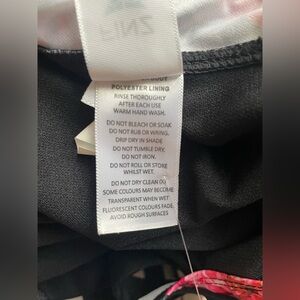 POLYESTER LINING
RINSE THOROUGHLY
AFTER EACH USE
WARM HAND WASH.
DO NOT BLEACH OR SOAK
DO NOT RUB OR WRING.
DRIP DRY IN SHADE
DO NOT TUMBLE DRY.
DO NOT IRON.
DO NOT ROLL OR STORE
WHILST WET.
DO NOT DRY CLEAN
SOME COLOURS MAY BECOME
TRANSPARENT WHEN WET
FLUORESCENT COLOURS FADE.
AVOID ROUGH SURFACES